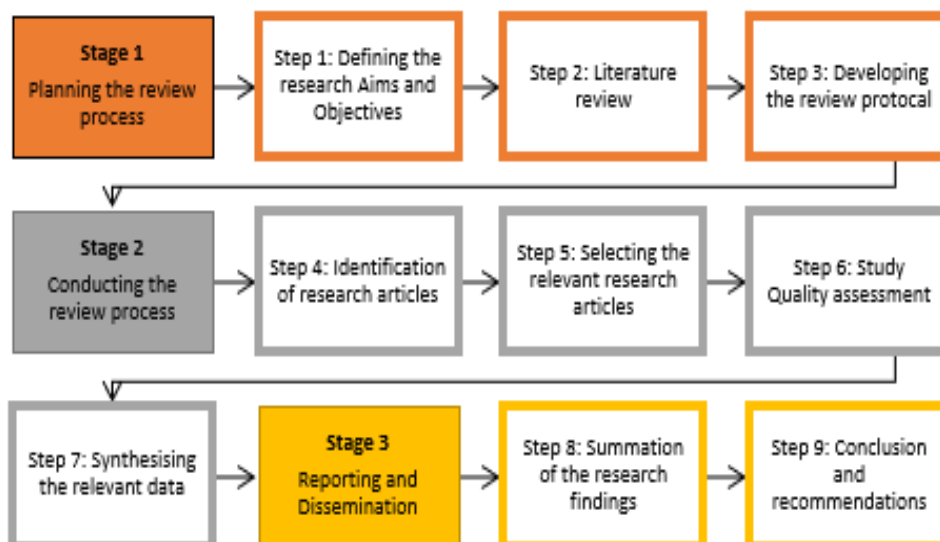 Stage 1
Planning the review
process
Step 1: Defining the
research Aims and
Objectives
Step 2: Literature
review
Step 3: Developing
the review protocal
Stage 2
Conducting the
review process
Step 4: Identification
of research articles
Step 5: Selecting the
relevant research
articles
Step 6: Study
Quality assessment
Step 7: Synthesising
the relevant data
Stage 3
Reporting and
Dissemination
Step 8: Summation
of the research
findings
Step 9: Conclusion
and
recommendations